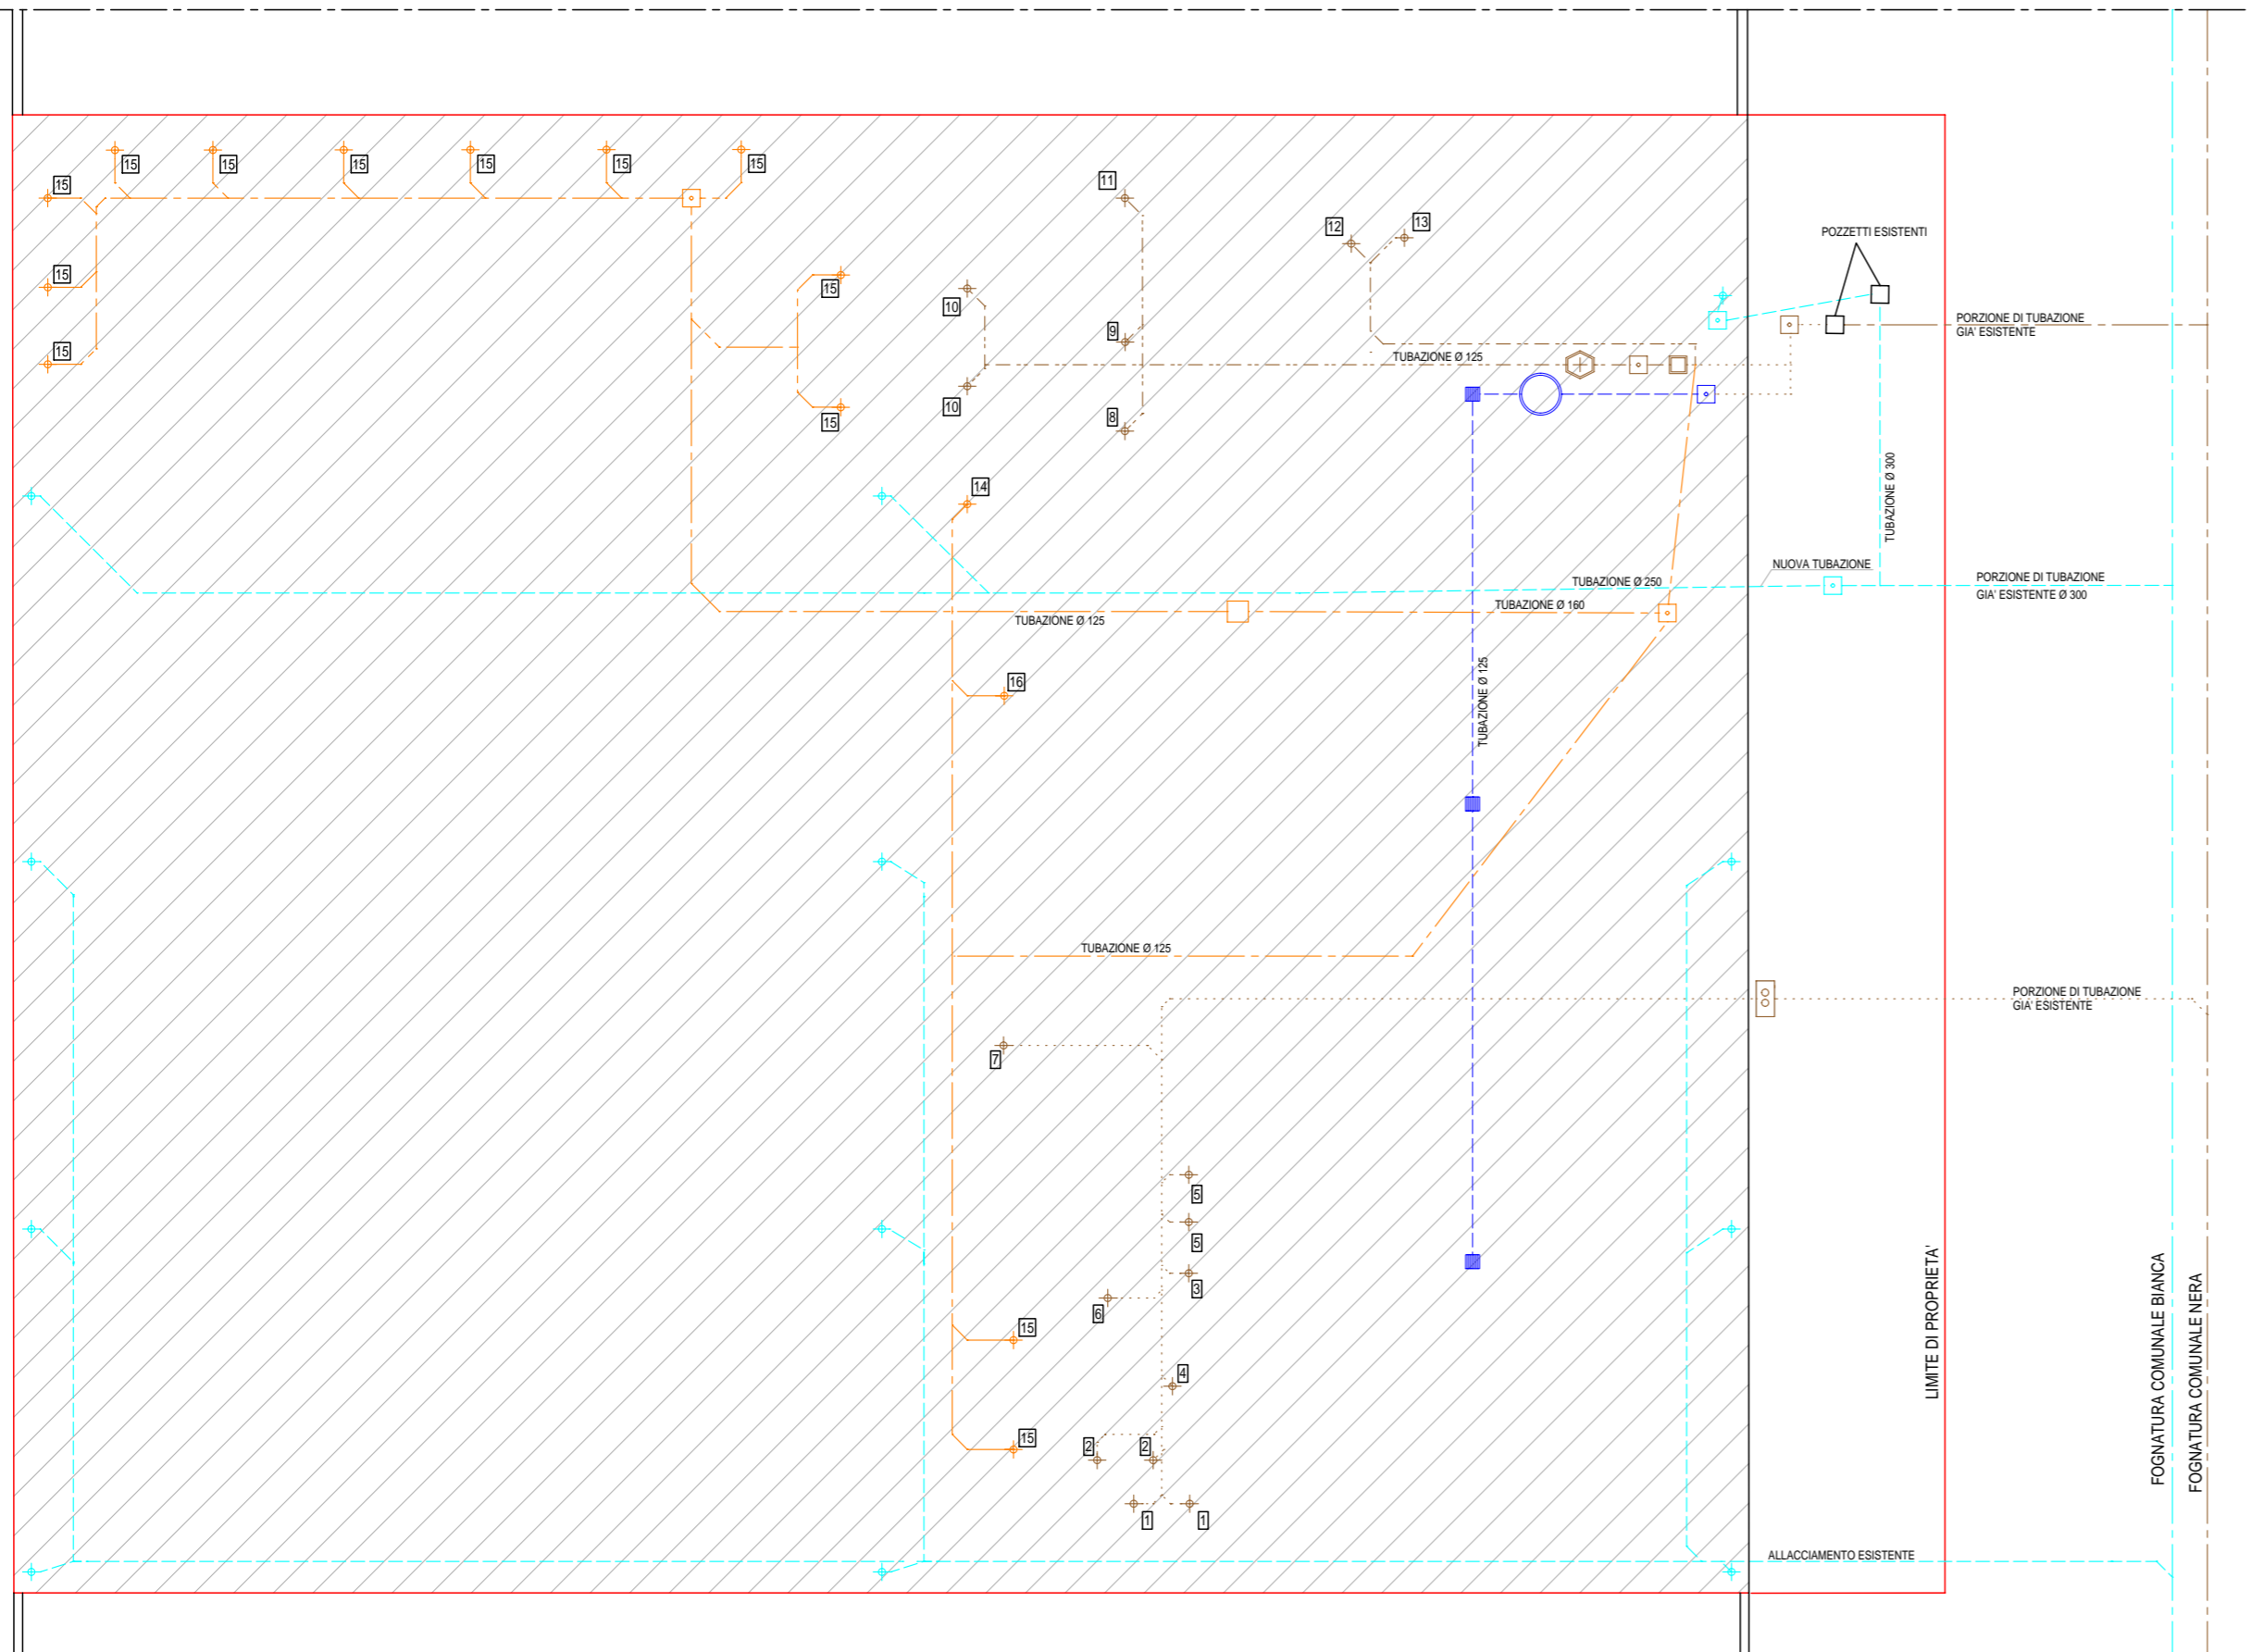 15
15
15
15
15
15
15
11
13
12
POZZETTI ESISTENTI
15
15
10
PORZIONE DI TUBAZIONE
GIA' ESISTENTE
9
15
TUBAZIONE Ø 125
10
15
8
14
TUBAZIONE Ø 300
NUOVA TUBAZIONE
TUBAZIONE Ø 250
PORZIONE DI TUBAZIONE
GIA' ESISTENTE Ø 300
TUBAZIONE Ø 160
TUBAZIONE Ø 125
16
TUBAZIONE Ø 125
TUBAZIONE Ø 125
PORZIONE DI TUBAZIONE
GIA' ESISTENTE
7
5
5
3
6
15
4
15
2
2
1
1
LIMITE DI PROPRIETA'
FOGNATURA COMUNALE BIANCA
FOGNATURA COMUNALE NERA
ALLACCIAMENTO ESISTENTE